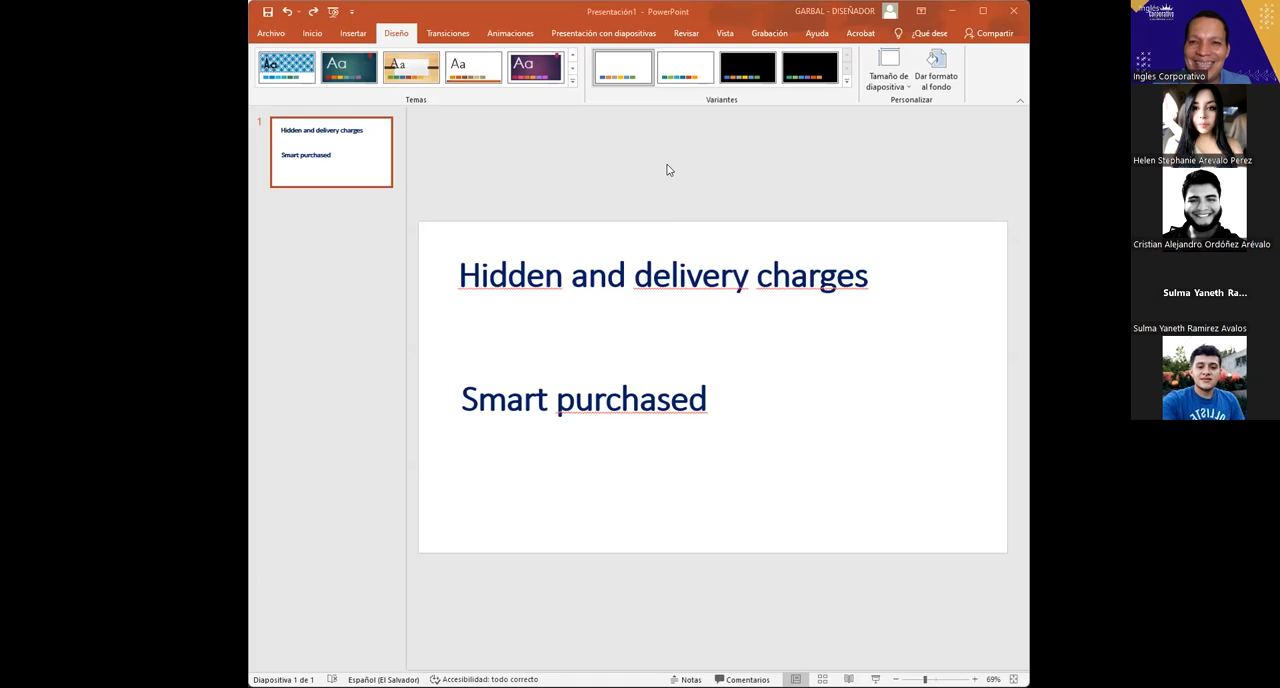 Presentación1 - PowerPoint
GARBAL - DISEÑADOR
Archivo
Inicio
Insertar
Diseño
Transiciones
Animaciones
Presentación con diapositivas
Revisar
Vista
Grabación
Ayuda
Acrobat
¿Qué dese
Compartir
Aa
Aa
Aa
Aa
Aa
Tamaño de
diapositiva
Dar formato
al fondo
Temas
Variantes
Personalizar
1
Hidden and delivery charges
Smart purchased
Hidden and delivery charges
Smart purchased
Diapositiva 1 de 1
Español (El Salvador)
Accesibilidad: todo correcto
Notas
Comentarios
69%
Inglés
Corporativo
Ingles Corporativo
Helen Stephanie Arevalo Perez
Cristian Alejandro Ordóñez Arévalo
Sulma Yaneth Ra...
Sulma Yaneth Ramirez Avalos